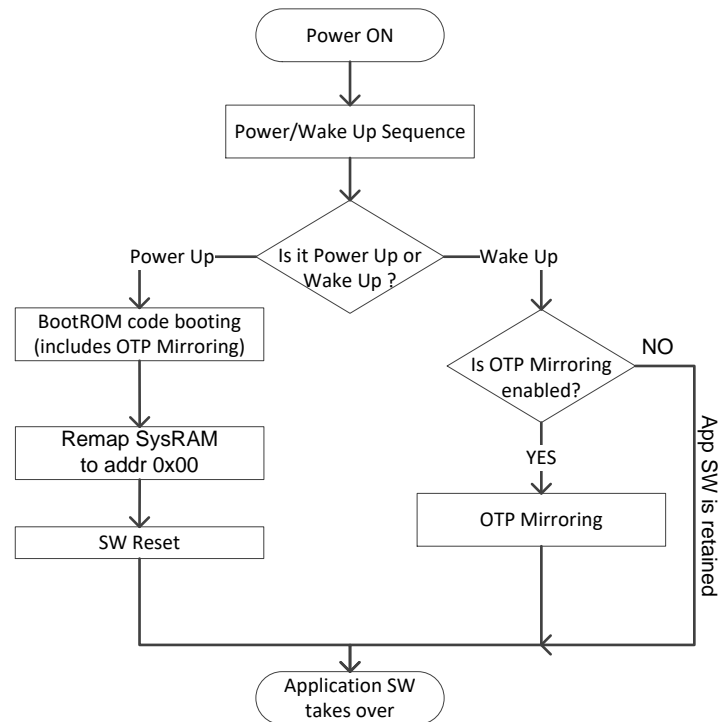 Power ON
Power/Wake Up Sequence
Is it Power Up or
Wake Up ?
Power Up
Wake Up
BootROM code booting
(includes OTP Mirroring)
Is OTP Mirroring
enabled?
NO
Remap SysRAM
to addr 0x00
YES
App SW is retained
OTP Mirroring
SW Reset
Application SW
takes over